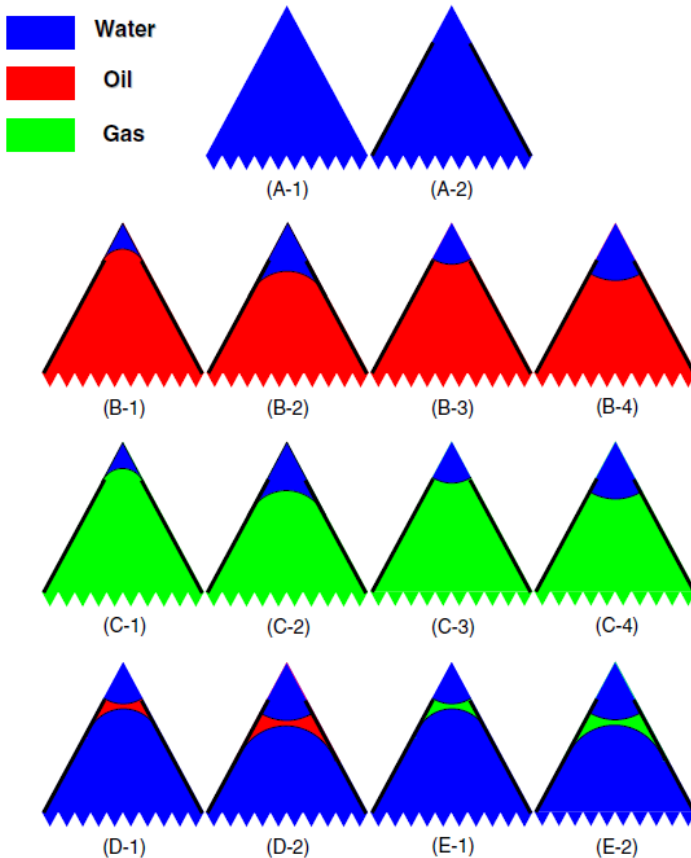 Water
Oil
Gas
(A-1) (A-2)
(B-1) (B-2) (B-3) (B-4)
(C-1) (C-2) (C-3) (C-4)
(D-1) (D-2) (E-1) (E-2)